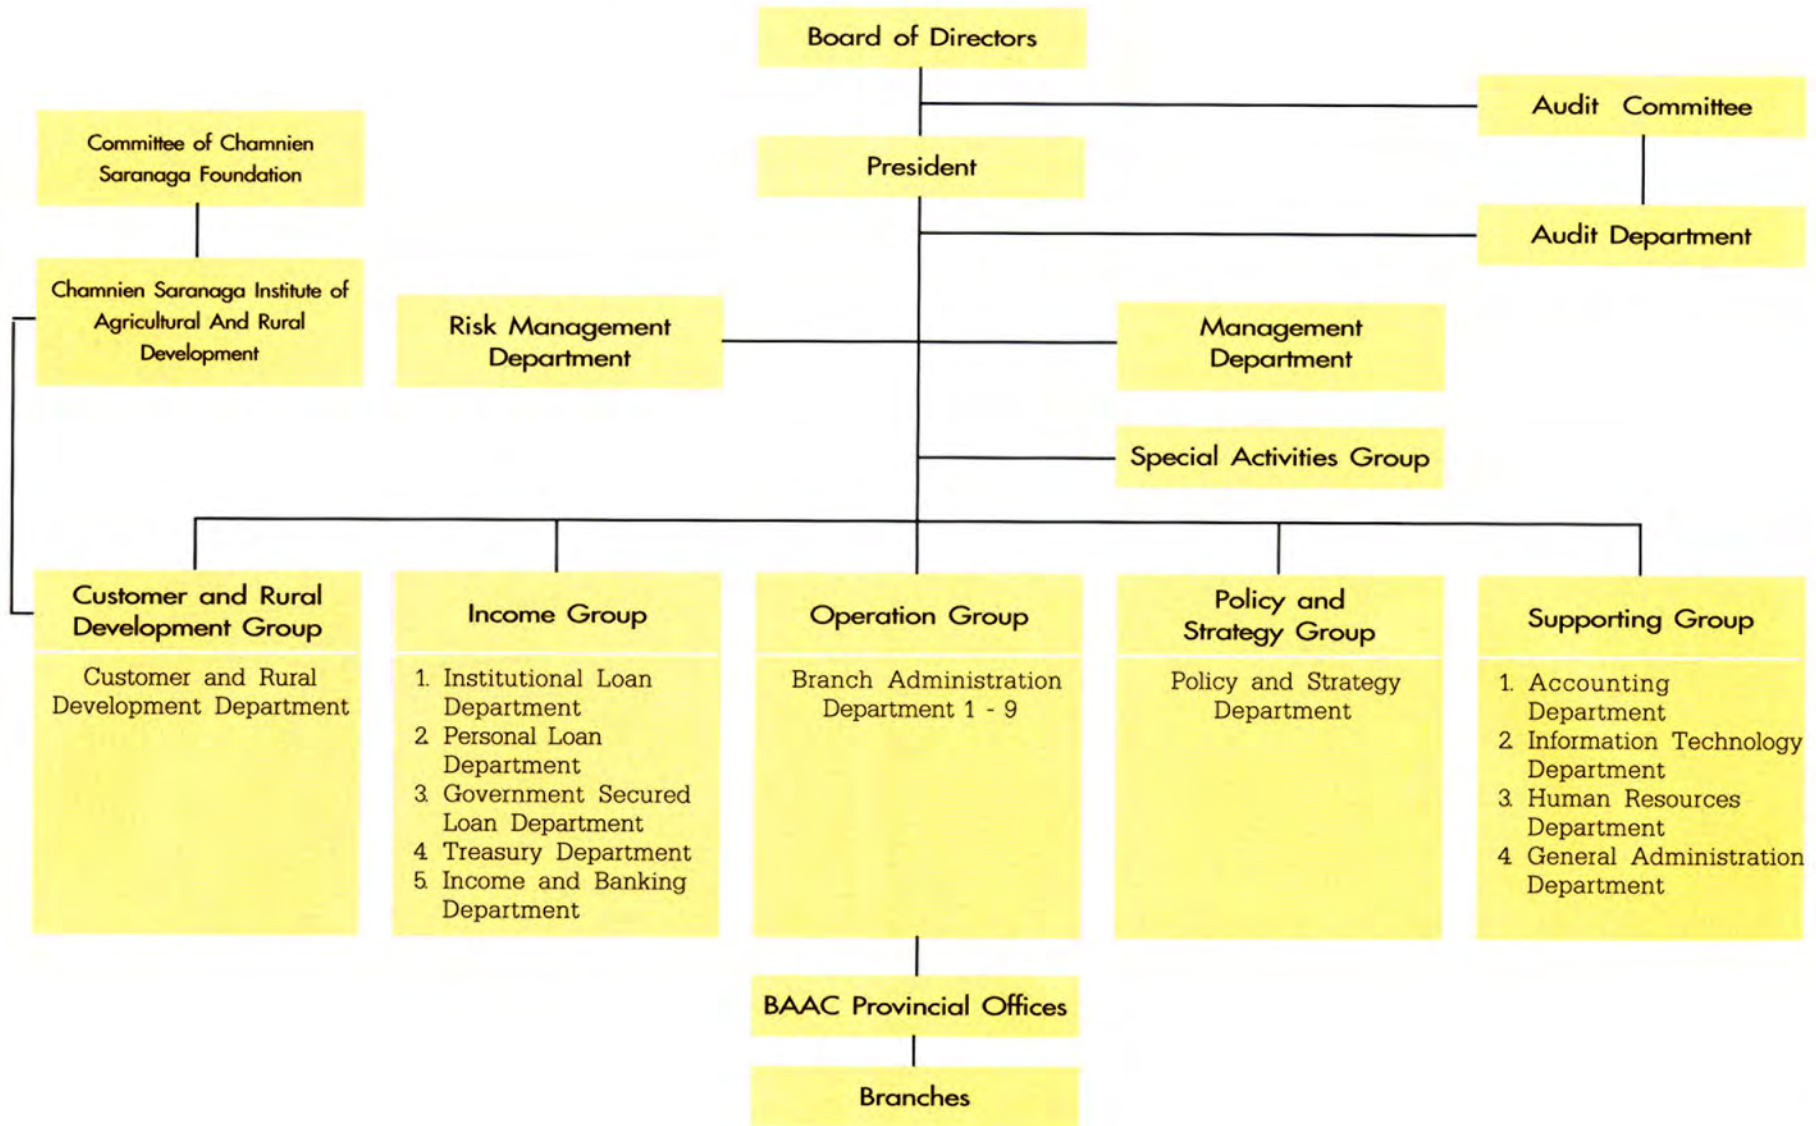 Board of Directors
Audit Committee
Committee of Chamnien
Saranaga Foundation
President
Audit Department
Chamnien Saranaga Institute of
Agricultural And Rural
Development
Risk Management
Department
Management
Department
Special Activities Group
Customer and Rural
Development Group
Customer and Rural
Development Department
Income Group
1. Institutional Loan
Department
2 Personal Loan
Department
3. Government Secured
Loan Department
4 Treasury Department
5. Income and Banking
Department
Operation Group
Branch Administration
Department 1 - 9
Policy and
Strategy Group
Policy and Strategy
Department
Supporting Group
1. Accounting
Department
2. Information Technology
Department
3. Human Resources
Department
4. General Administration
Department
BAAC Provincial Offices
Branches